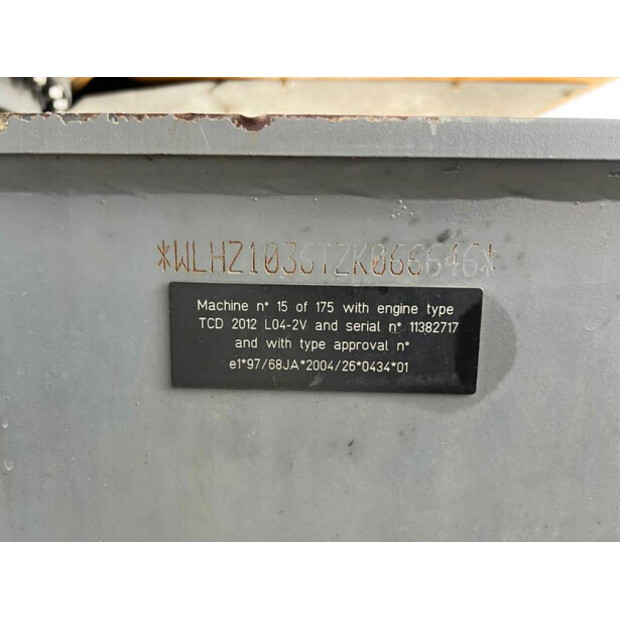 *WLHZ1036TZK066646*
Machine n° 15 of 175 with engine type
TCD 2012 L04-2V and serial n° 11382717
and with type approval n°
e1*97/68JA*2004/26*0434*01